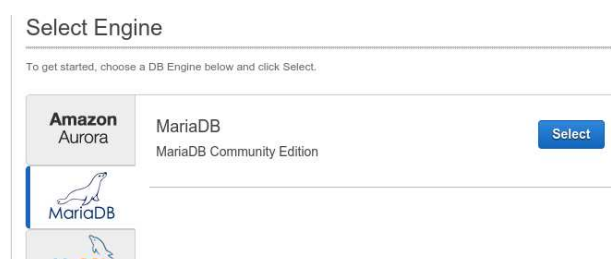 Select Engine
To get started, choose a DB Engine below and click Select.
Amazon
Aurora
MariaDB
MariaDB Community Edition
Select
MariaDB